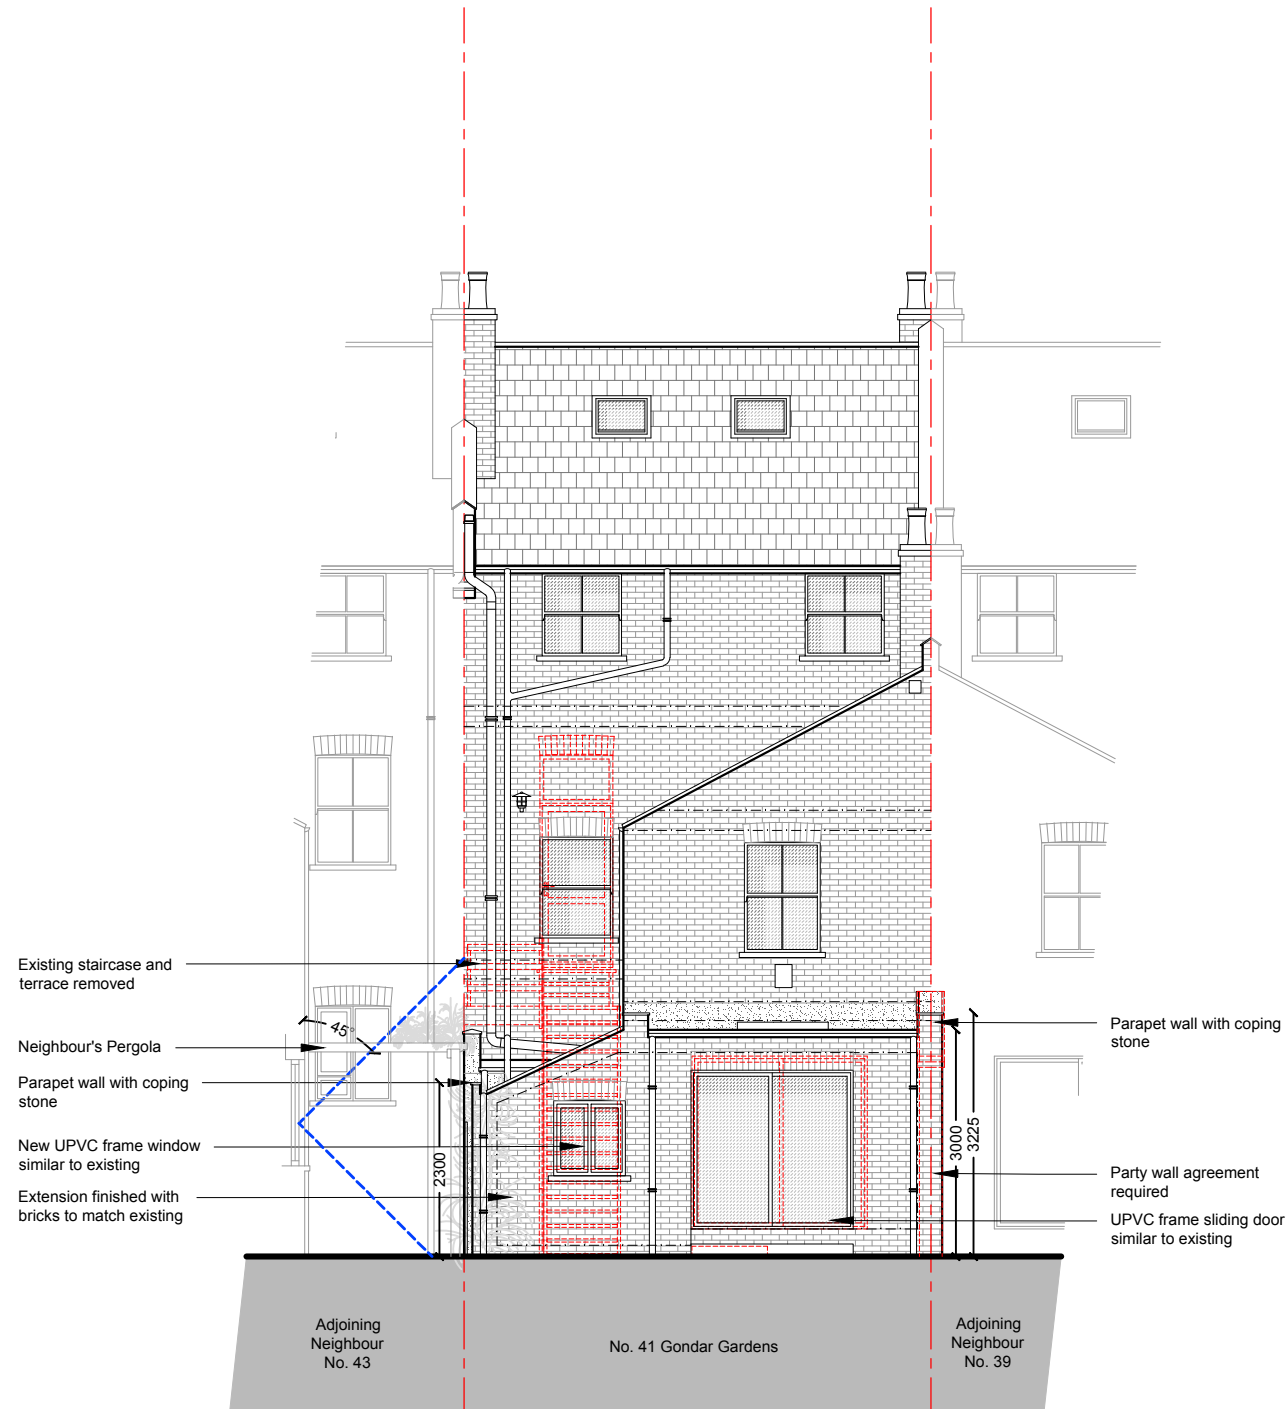 Existing staircase and
terrace removed
45°
Neighbour's Pergola
Parapet wall with coping
stone
New UPVC frame window
similar to existing
Extension finished with
bricks to match existing
2300
3000
3225
Parapet wall with coping
stone
Party wall agreement
required
UPVC frame sliding door
similar to existing
Adjoining
Neighbour
No. 43
No. 41 Gondar Gardens
Adjoining
Neighbour
No. 39